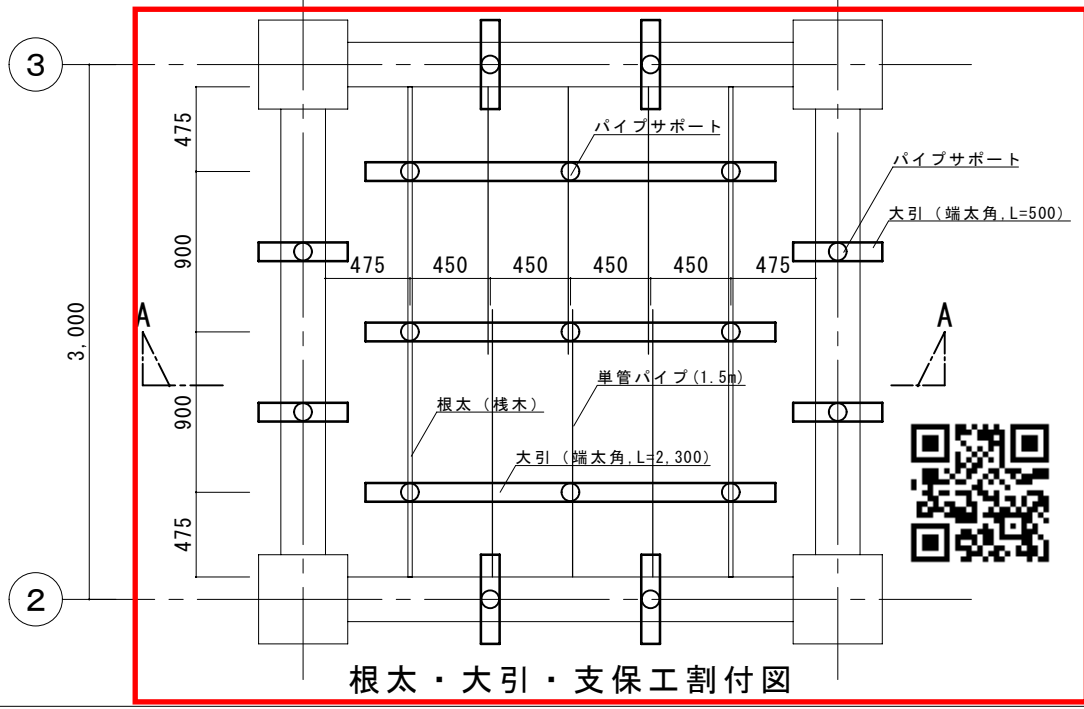 3
475
パイプサポート
パイプサポート
大引（端太角,L=500）
900
475 450 450 450 450 475
3,000
A
A
単管パイプ(1.5m)
900
根太（桟木）
大引（端太角,L=2,300）
475
2
根太・大引・支保工割付図